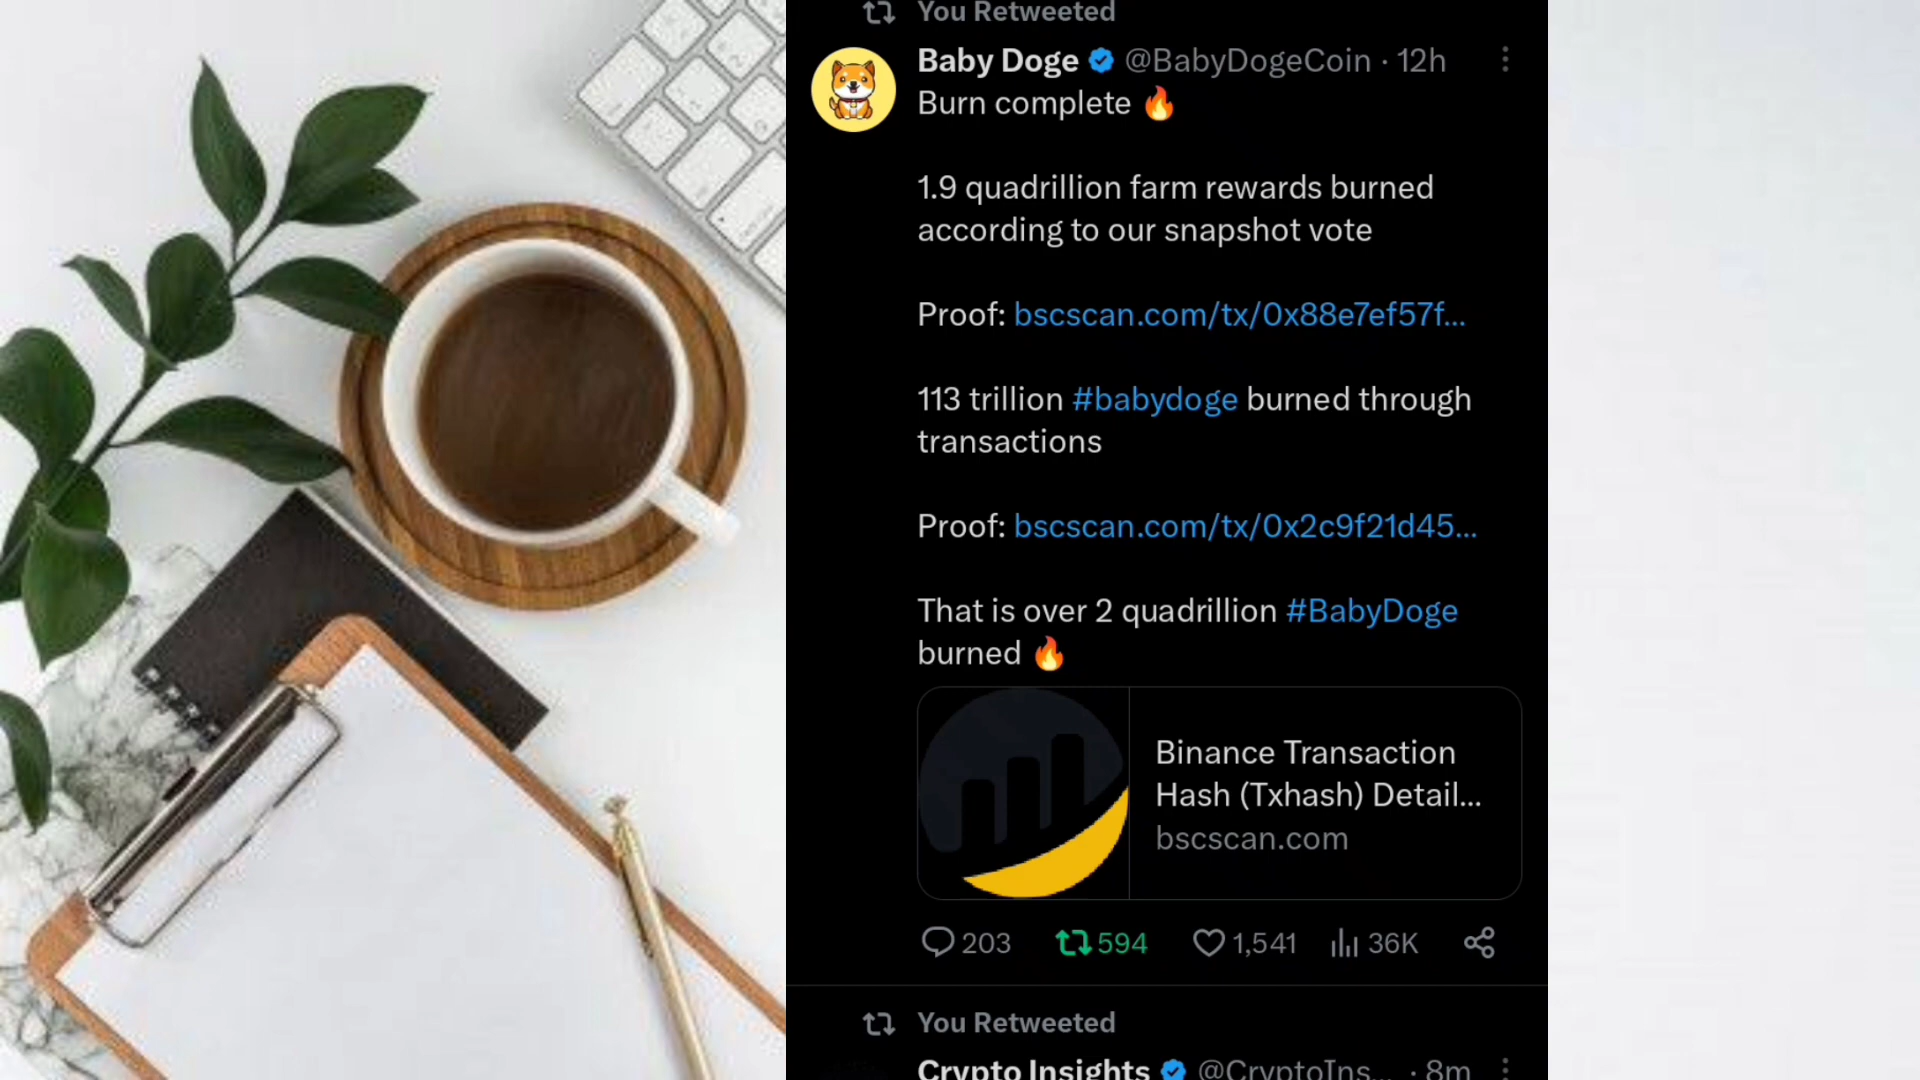 You Retweeted
Baby Doge @BabyDogeCoin · 12h
Burn complete 🔥
1.9 quadrillion farm rewards burned
according to our snapshot vote
Proof: bscscan.com/tx/0x88e7ef57f...
113 trillion #babydoge burned through
transactions
Proof: bscscan.com/tx/0x2c9f21d45...
That is over 2 quadrillion #BabyDoge
burned 🔥
Binance Transaction
Hash (Txhash) Detail...
bscscan.com
203 594 1,541 36K
You Retweeted
Crypto Insights @CryptoIns... · 8m